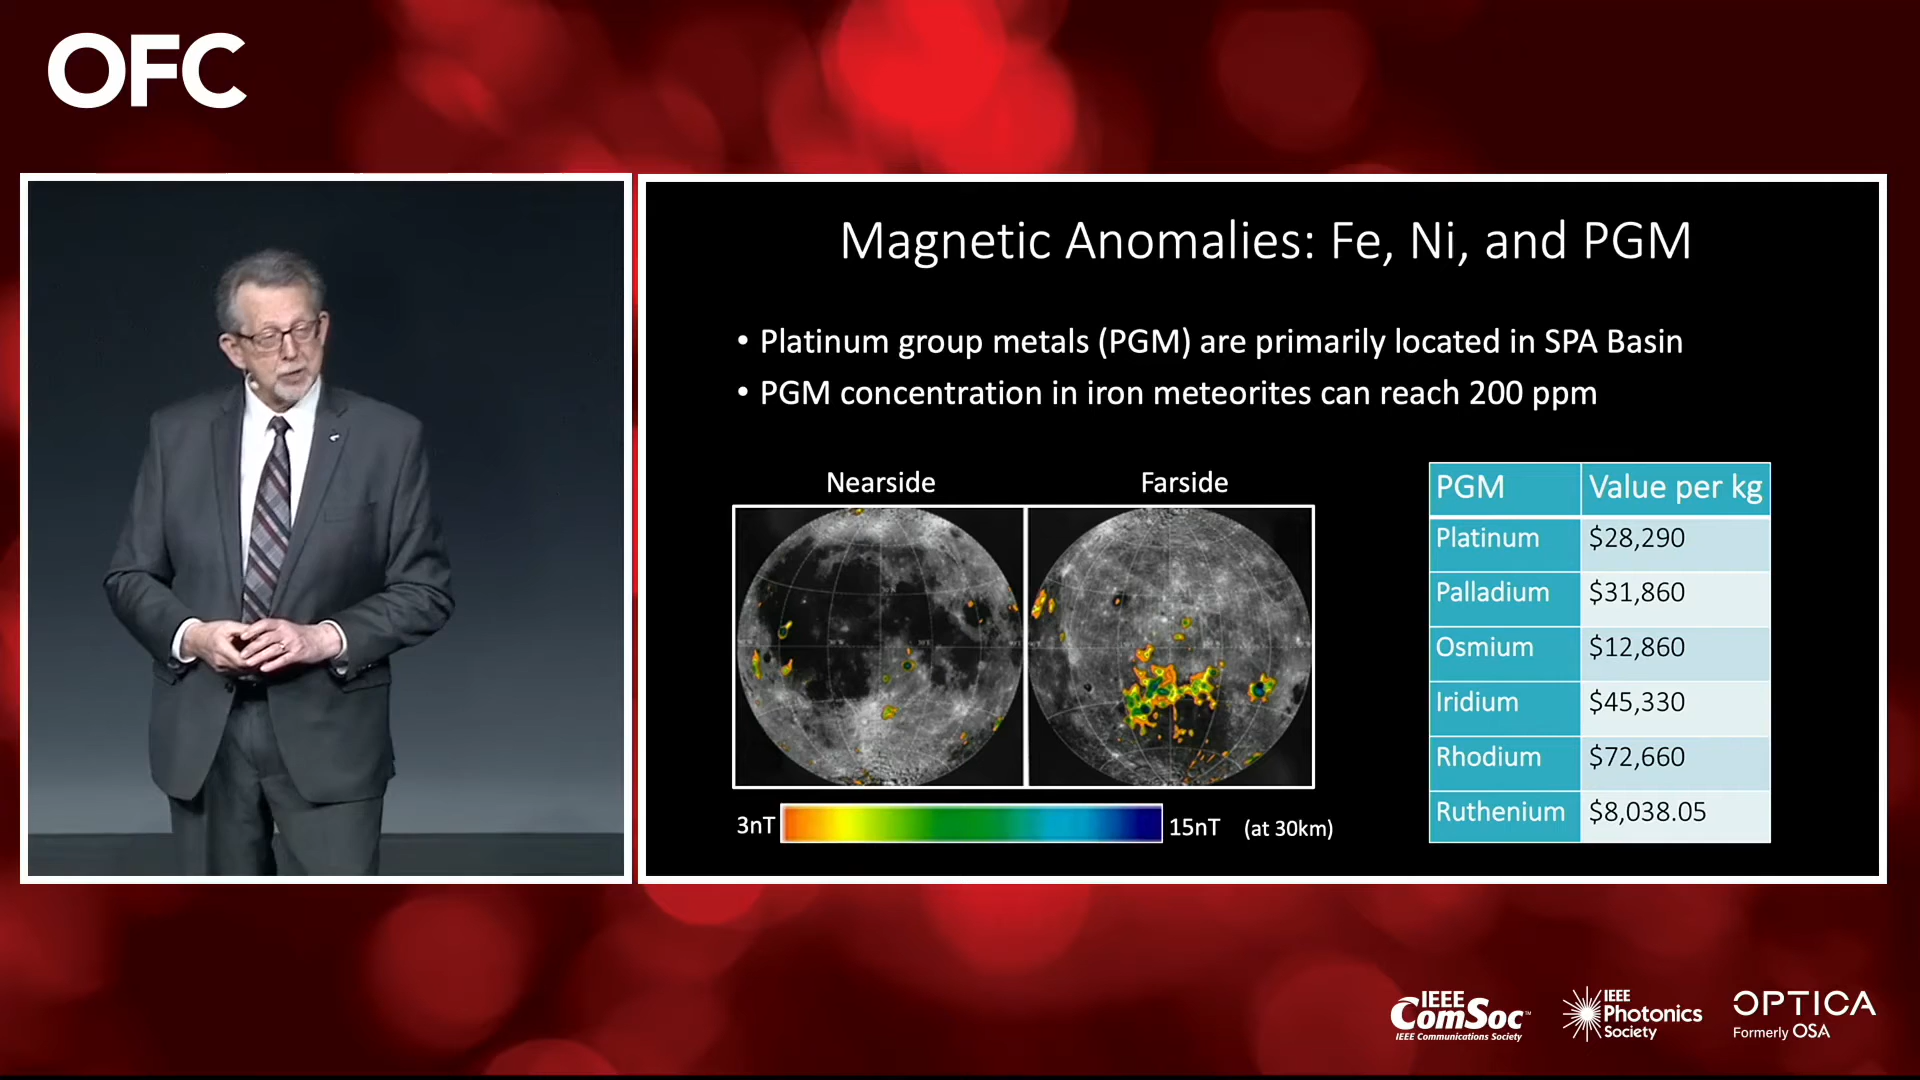 OFC
Magnetic Anomalies: Fe, Ni, and PGM
• Platinum group metals (PGM) are primarily located in SPA Basin
• PGM concentration in iron meteorites can reach 200 ppm
Nearside
Farside
3nT
15nT
(at 30km)
PGM Value per kg
Platinum $28,290
Palladium $31,860
Osmium $12,860
Iridium $45,330
Rhodium $72,660
Ruthenium $8,038.05
IEEE
ComSoc™
IEEE Communications Society
IEEE
Photonics
Society
OPTICA
Formerly OSA